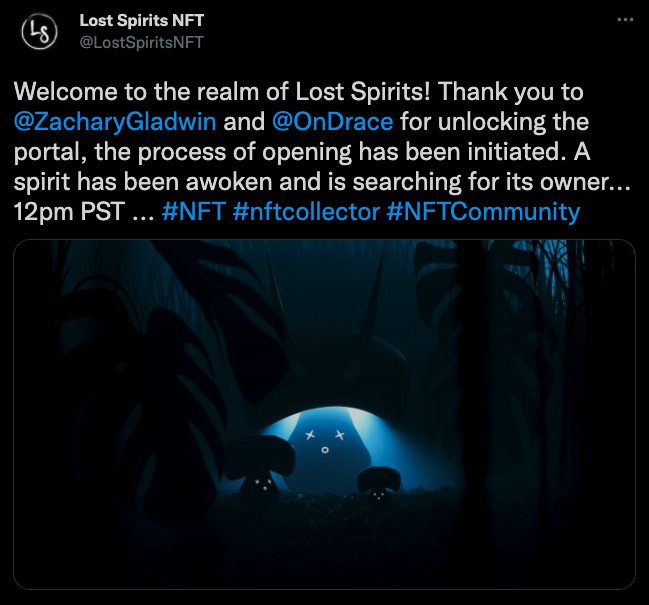 Lost Spirits NFT
@LostSpiritsNFT
Welcome to the realm of Lost Spirits! Thank you to
@ZacharyGladwin and @OnDrace for unlocking the
portal, the process of opening has been initiated. A
spirit has been awoken and is searching for its owner...
12pm PST ... #NFT #nftcollector #NFTCommunity